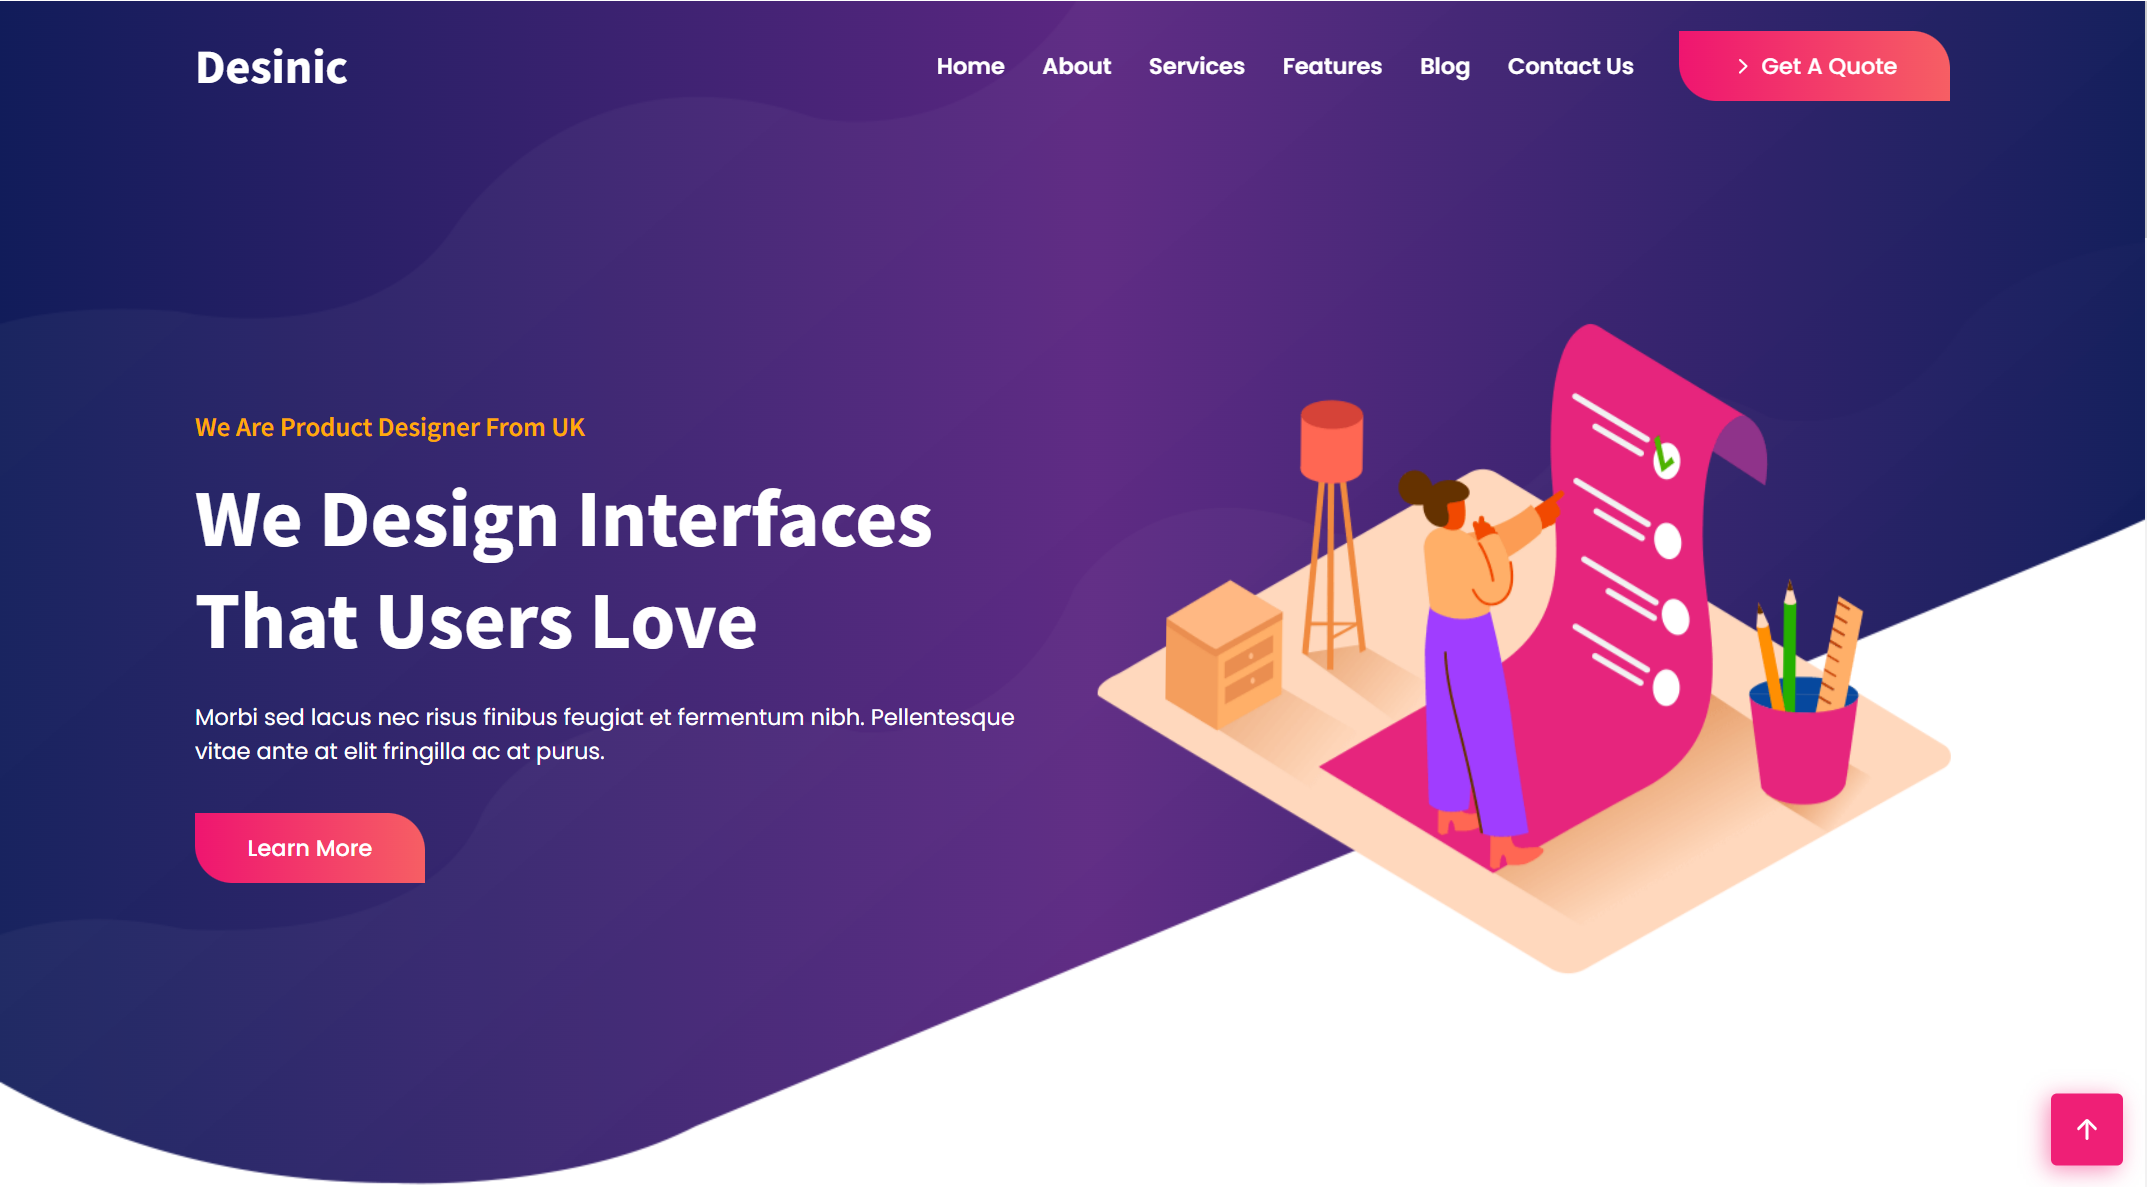 Desinic
Home About Services Features Blog Contact Us Get A Quote
We Are Product Designer From UK
We Design Interfaces
That Users Love
Morbi sed lacus nec risus finibus feugiat et fermentum nibh. Pellentesque
vitae ante at elit fringilla ac at purus.
Learn More